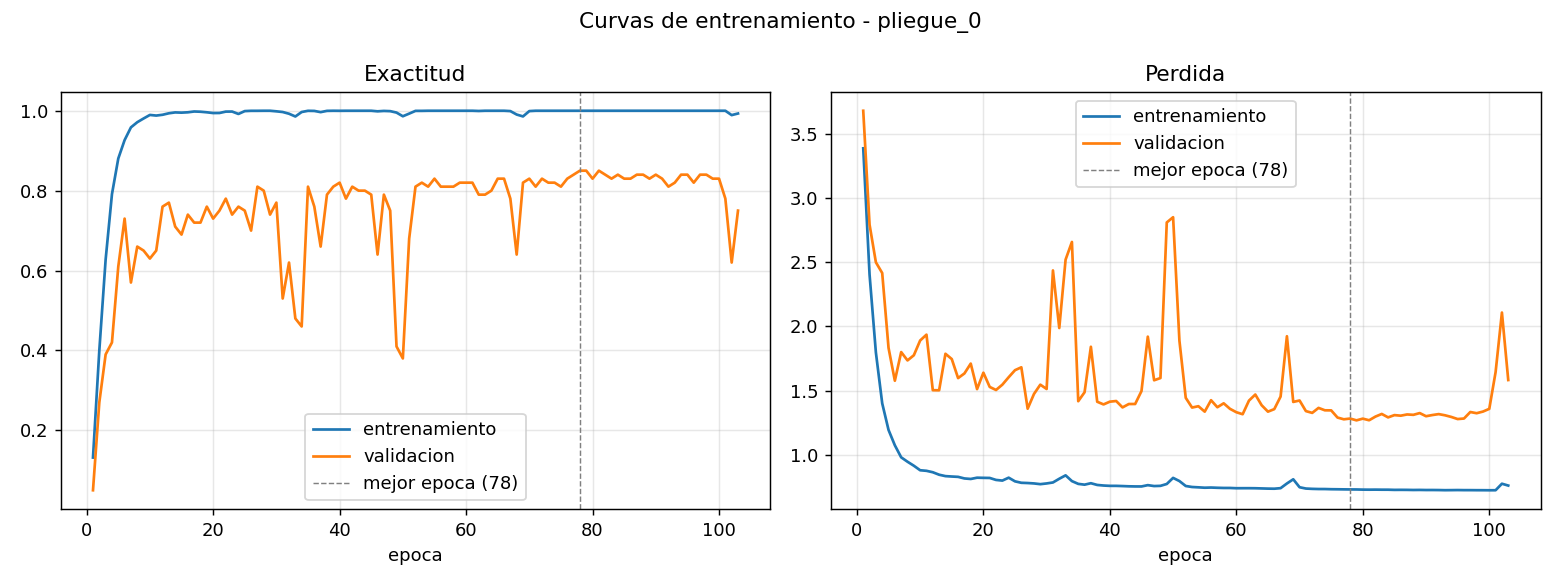 Curvas de entrenamiento - pliegue_0
Exactitud
1.0
0.8
0.6
0.4
0.2
0
20
40
60
80
100
epoca
entrenamiento
validacion
mejor epoca (78)
Perdida
3.5
3.0
2.5
2.0
1.5
1.0
0
20
40
60
80
100
epoca
entrenamiento
validacion
mejor epoca (78)